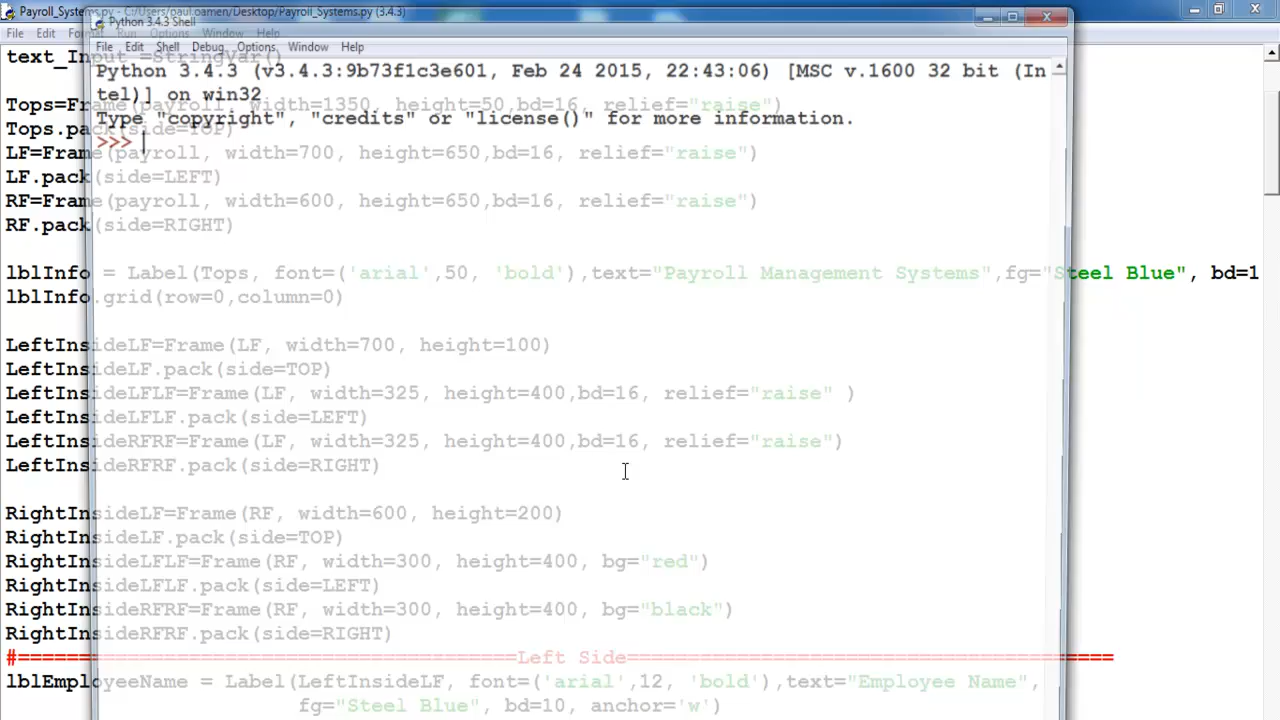 Payroll_Systems.py - C:/Users/paul.oamen/Desktop/Payroll_Systems.py (3.4.3)
Python 3.4.3 Shell
File Edit Format Run Options Window Help
File Edit Shell Debug Options Window Help
text_Input =StringVar()
Python 3.4.3 (v3.4.3:9b73f1c3e601, Feb 24 2015, 22:43:06) [MSC v.1600 32 bit (In
tel)] on win32
Type "copyright", "credits" or "license()" for more information.
>>>
Tops=Frame(payroll, width=1350, height=50,bd=16, relief="raise")
Tops.pack(side=TOP)
LF=Frame(payroll, width=700, height=650,bd=16, relief="raise")
LF.pack(side=LEFT)
RF=Frame(payroll, width=600, height=650,bd=16, relief="raise")
RF.pack(side=RIGHT)
lblInfo = Label(Tops, font=('arial',50, 'bold'),text="Payroll Management Systems",fg="Steel Blue", bd=1
lblInfo.grid(row=0,column=0)
LeftInsideLF=Frame(LF, width=700, height=100)
LeftInsideLF.pack(side=TOP)
LeftInsideLFLF=Frame(LF, width=325, height=400,bd=16, relief="raise" )
LeftInsideLFLF.pack(side=LEFT)
LeftInsideRFRF=Frame(LF, width=325, height=400,bd=16, relief="raise")
LeftInsideRFRF.pack(side=RIGHT)
RightInsideLF=Frame(RF, width=600, height=200)
RightInsideLF.pack(side=TOP)
RightInsideLFLF=Frame(RF, width=300, height=400, bg="red")
RightInsideLFLF.pack(side=LEFT)
RightInsideRFRF=Frame(RF, width=300, height=400, bg="black")
RightInsideRFRF.pack(side=RIGHT)
#==========================================Left Side========================================
lblEmployeeName = Label(LeftInsideLF, font=('arial',12, 'bold'),text="Employee Name",
fg="Steel Blue", bd=10, anchor='w')